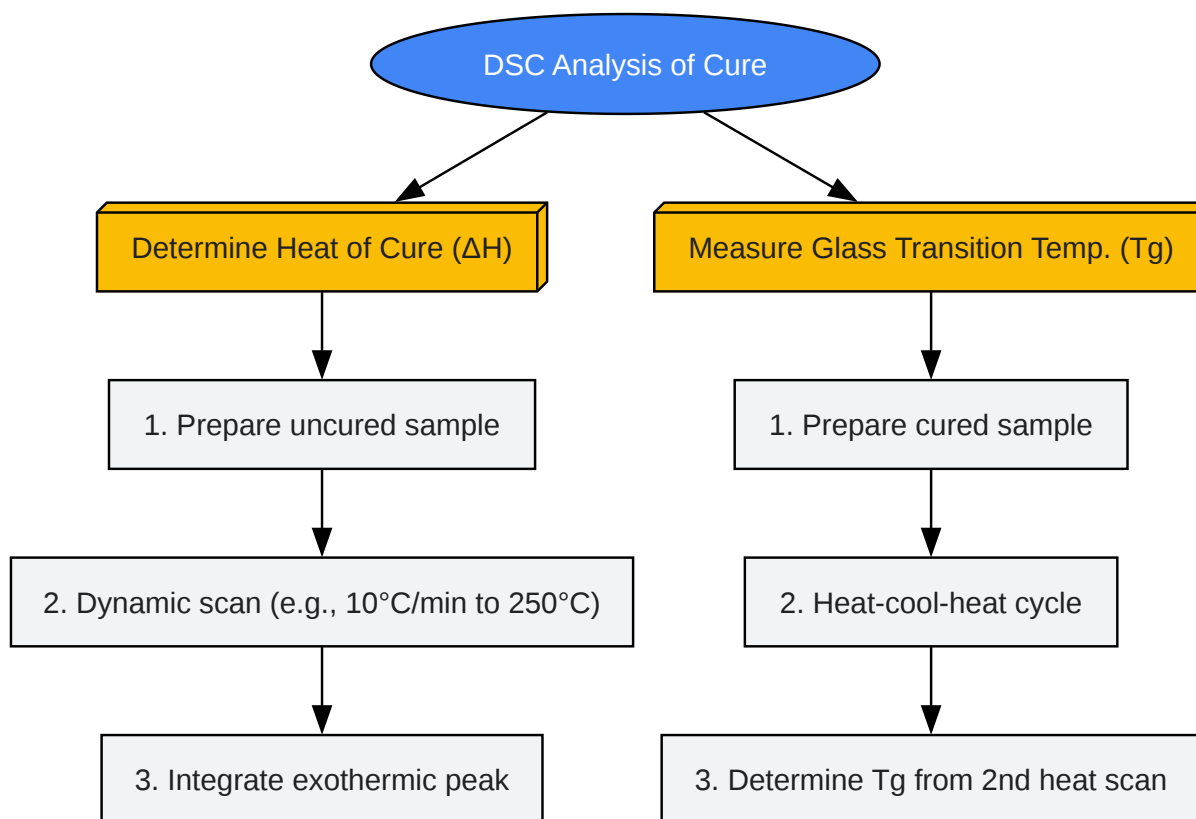 DSC Analysis of Cure
Determine Heat of Cure (ΔH)
Measure Glass Transition Temp. (Tg)
1. Prepare uncured sample
1. Prepare cured sample
2. Dynamic scan (e.g., 10°C/min to 250°C)
2. Heat-cool-heat cycle
3. Integrate exothermic peak
3. Determine Tg from 2nd heat scan